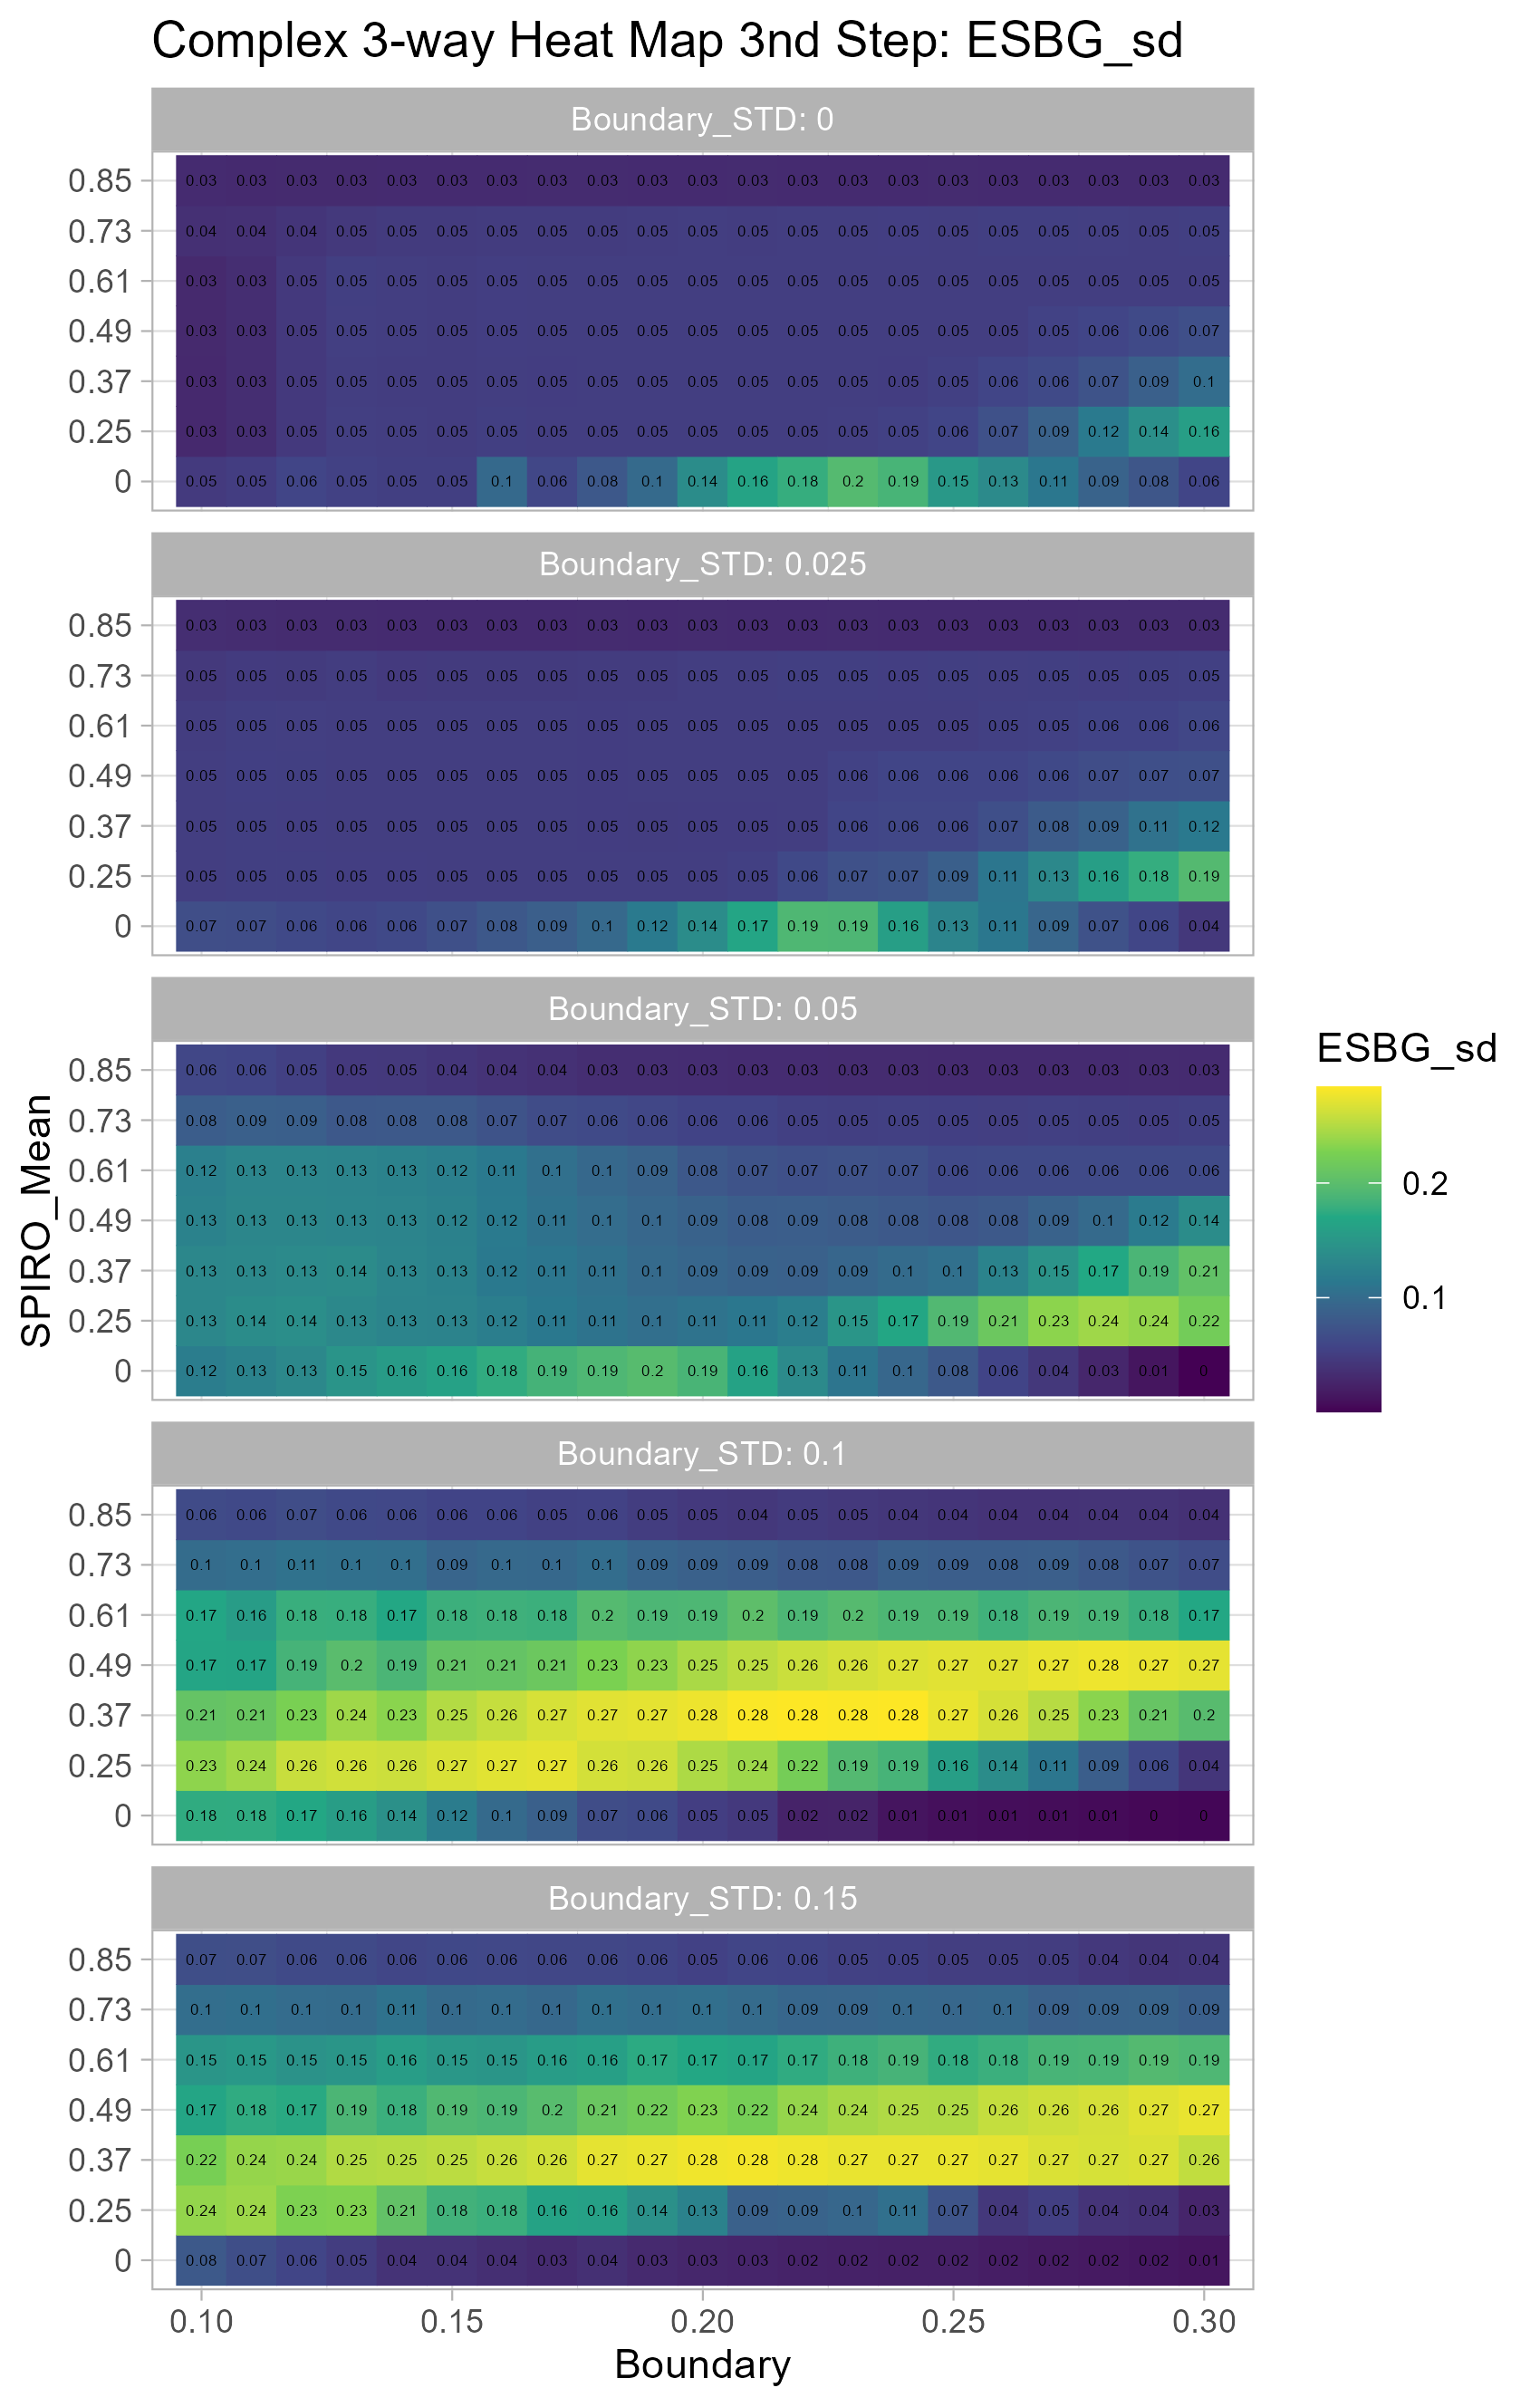 Complex 3-way Heat Map 3nd Step: ESBG_sd
Boundary_STD: 0
0.85 0.03 0.03 0.03 0.03 0.03 0.03 0.03 0.03 0.03 0.03 0.03 0.03 0.03 0.03 0.03 0.03 0.03 0.03 0.03 0.03 0.03
0.73 0.04 0.04 0.04 0.05 0.05 0.05 0.05 0.05 0.05 0.05 0.05 0.05 0.05 0.05 0.05 0.05 0.05 0.05 0.05 0.05 0.05
0.61 0.03 0.03 0.05 0.05 0.05 0.05 0.05 0.05 0.05 0.05 0.05 0.05 0.05 0.05 0.05 0.05 0.05 0.05 0.05 0.05 0.05
0.49 0.03 0.03 0.05 0.05 0.05 0.05 0.05 0.05 0.05 0.05 0.05 0.05 0.05 0.05 0.05 0.05 0.05 0.05 0.06 0.06 0.07
0.37 0.03 0.03 0.05 0.05 0.05 0.05 0.05 0.05 0.05 0.05 0.05 0.05 0.05 0.05 0.05 0.05 0.06 0.06 0.07 0.09 0.1
0.25 0.03 0.03 0.05 0.05 0.05 0.05 0.05 0.05 0.05 0.05 0.05 0.05 0.05 0.05 0.05 0.06 0.07 0.09 0.12 0.14 0.16
0 0.05 0.05 0.06 0.05 0.05 0.05 0.1 0.06 0.08 0.1 0.14 0.16 0.18 0.2 0.19 0.15 0.13 0.11 0.09 0.08 0.06
Boundary_STD: 0.025
0.85 0.03 0.03 0.03 0.03 0.03 0.03 0.03 0.03 0.03 0.03 0.03 0.03 0.03 0.03 0.03 0.03 0.03 0.03 0.03 0.03 0.03
0.73 0.05 0.05 0.05 0.05 0.05 0.05 0.05 0.05 0.05 0.05 0.05 0.05 0.05 0.05 0.05 0.05 0.05 0.05 0.05 0.05 0.05
0.61 0.05 0.05 0.05 0.05 0.05 0.05 0.05 0.05 0.05 0.05 0.05 0.05 0.05 0.05 0.05 0.05 0.05 0.05 0.06 0.06 0.06
0.49 0.05 0.05 0.05 0.05 0.05 0.05 0.05 0.05 0.05 0.05 0.05 0.05 0.05 0.06 0.06 0.06 0.06 0.06 0.07 0.07 0.07
0.37 0.05 0.05 0.05 0.05 0.05 0.05 0.05 0.05 0.05 0.05 0.05 0.05 0.05 0.06 0.06 0.06 0.07 0.08 0.09 0.11 0.12
0.25 0.05 0.05 0.05 0.05 0.05 0.05 0.05 0.05 0.05 0.05 0.05 0.05 0.06 0.07 0.07 0.09 0.11 0.13 0.16 0.18 0.19
0 0.07 0.07 0.06 0.06 0.06 0.07 0.08 0.09 0.1 0.12 0.14 0.17 0.19 0.19 0.16 0.13 0.11 0.09 0.07 0.06 0.04
Boundary_STD: 0.05
0.85 0.06 0.06 0.05 0.05 0.05 0.04 0.04 0.04 0.03 0.03 0.03 0.03 0.03 0.03 0.03 0.03 0.03 0.03 0.03 0.03 0.03
0.73 0.08 0.09 0.09 0.08 0.08 0.08 0.07 0.07 0.06 0.06 0.06 0.06 0.05 0.05 0.05 0.05 0.05 0.05 0.05 0.05 0.05
0.61 0.12 0.13 0.13 0.13 0.13 0.12 0.11 0.1 0.1 0.09 0.08 0.07 0.07 0.07 0.07 0.06 0.06 0.06 0.06 0.06 0.06
0.49 0.13 0.13 0.13 0.13 0.13 0.12 0.12 0.11 0.1 0.1 0.09 0.08 0.09 0.08 0.08 0.08 0.08 0.09 0.1 0.12 0.14
0.37 0.13 0.13 0.13 0.14 0.13 0.13 0.12 0.11 0.11 0.1 0.09 0.09 0.09 0.09 0.1 0.1 0.13 0.15 0.17 0.19 0.21
0.25 0.13 0.14 0.14 0.13 0.13 0.13 0.12 0.11 0.11 0.1 0.11 0.11 0.12 0.15 0.17 0.19 0.21 0.23 0.24 0.24 0.22
0 0.12 0.13 0.13 0.15 0.16 0.16 0.18 0.19 0.19 0.2 0.19 0.16 0.13 0.11 0.1 0.08 0.06 0.04 0.03 0.01 0
SPIRO_Mean
Boundary_STD: 0.1
0.85 0.06 0.06 0.07 0.06 0.06 0.06 0.06 0.05 0.06 0.05 0.05 0.04 0.05 0.05 0.04 0.04 0.04 0.04 0.04 0.04 0.04
0.73 0.1 0.1 0.11 0.1 0.1 0.09 0.1 0.1 0.1 0.09 0.09 0.09 0.08 0.08 0.09 0.09 0.08 0.09 0.08 0.07 0.07
0.61 0.17 0.16 0.18 0.18 0.17 0.18 0.18 0.18 0.2 0.19 0.19 0.2 0.19 0.2 0.19 0.19 0.18 0.19 0.19 0.18 0.17
0.49 0.17 0.17 0.19 0.2 0.19 0.21 0.21 0.21 0.23 0.23 0.25 0.25 0.26 0.26 0.27 0.27 0.27 0.27 0.28 0.27 0.27
0.37 0.21 0.21 0.23 0.24 0.23 0.25 0.26 0.27 0.27 0.27 0.28 0.28 0.28 0.28 0.28 0.27 0.26 0.25 0.23 0.21 0.2
0.25 0.23 0.24 0.26 0.26 0.26 0.27 0.27 0.27 0.26 0.26 0.25 0.24 0.22 0.19 0.19 0.16 0.14 0.11 0.09 0.06 0.04
0 0.18 0.18 0.17 0.16 0.14 0.12 0.1 0.09 0.07 0.06 0.05 0.05 0.02 0.02 0.01 0.01 0.01 0.01 0.01 0 0
Boundary_STD: 0.15
0.85 0.07 0.07 0.06 0.06 0.06 0.06 0.06 0.06 0.06 0.06 0.05 0.06 0.06 0.05 0.05 0.05 0.05 0.05 0.04 0.04 0.04
0.73 0.1 0.1 0.1 0.1 0.11 0.1 0.1 0.1 0.1 0.1 0.1 0.1 0.09 0.09 0.1 0.1 0.1 0.09 0.09 0.09 0.09
0.61 0.15 0.15 0.15 0.15 0.16 0.15 0.15 0.16 0.16 0.17 0.17 0.17 0.17 0.18 0.19 0.18 0.18 0.19 0.19 0.19 0.19
0.49 0.17 0.18 0.17 0.19 0.18 0.19 0.19 0.2 0.21 0.22 0.23 0.22 0.24 0.24 0.25 0.25 0.26 0.26 0.26 0.27 0.27
0.37 0.22 0.24 0.24 0.25 0.25 0.25 0.26 0.26 0.27 0.27 0.28 0.28 0.28 0.27 0.27 0.27 0.27 0.27 0.27 0.27 0.26
0.25 0.24 0.24 0.23 0.23 0.21 0.18 0.18 0.16 0.16 0.14 0.13 0.09 0.09 0.1 0.11 0.07 0.04 0.05 0.04 0.04 0.03
0 0.08 0.07 0.06 0.05 0.04 0.04 0.04 0.03 0.04 0.03 0.03 0.03 0.02 0.02 0.02 0.02 0.02 0.02 0.02 0.02 0.01
0.10 0.15 0.20 0.25 0.30
Boundary
ESBG_sd
0.2
0.1